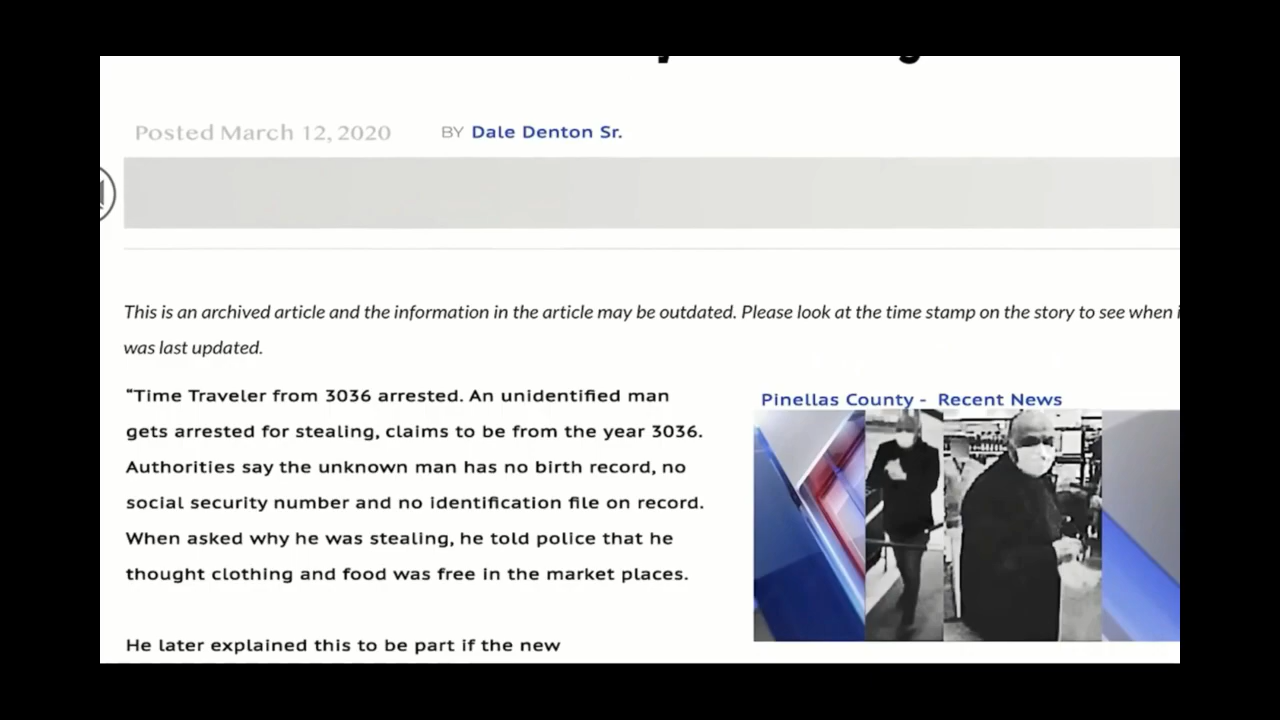 Posted March 12, 2020 BY Dale Denton Sr.
This is an archived article and the information in the article may be outdated. Please look at the time stamp on the story to see when
was last updated.
“Time Traveler from 3036 arrested. An unidentified man
gets arrested for stealing, claims to be from the year 3036.
Authorities say the unknown man has no birth record, no
social security number and no identification file on record.
When asked why he was stealing, he told police that he
thought clothing and food was free in the market places.
He later explained this to be part if the new
Pinellas County - Recent News